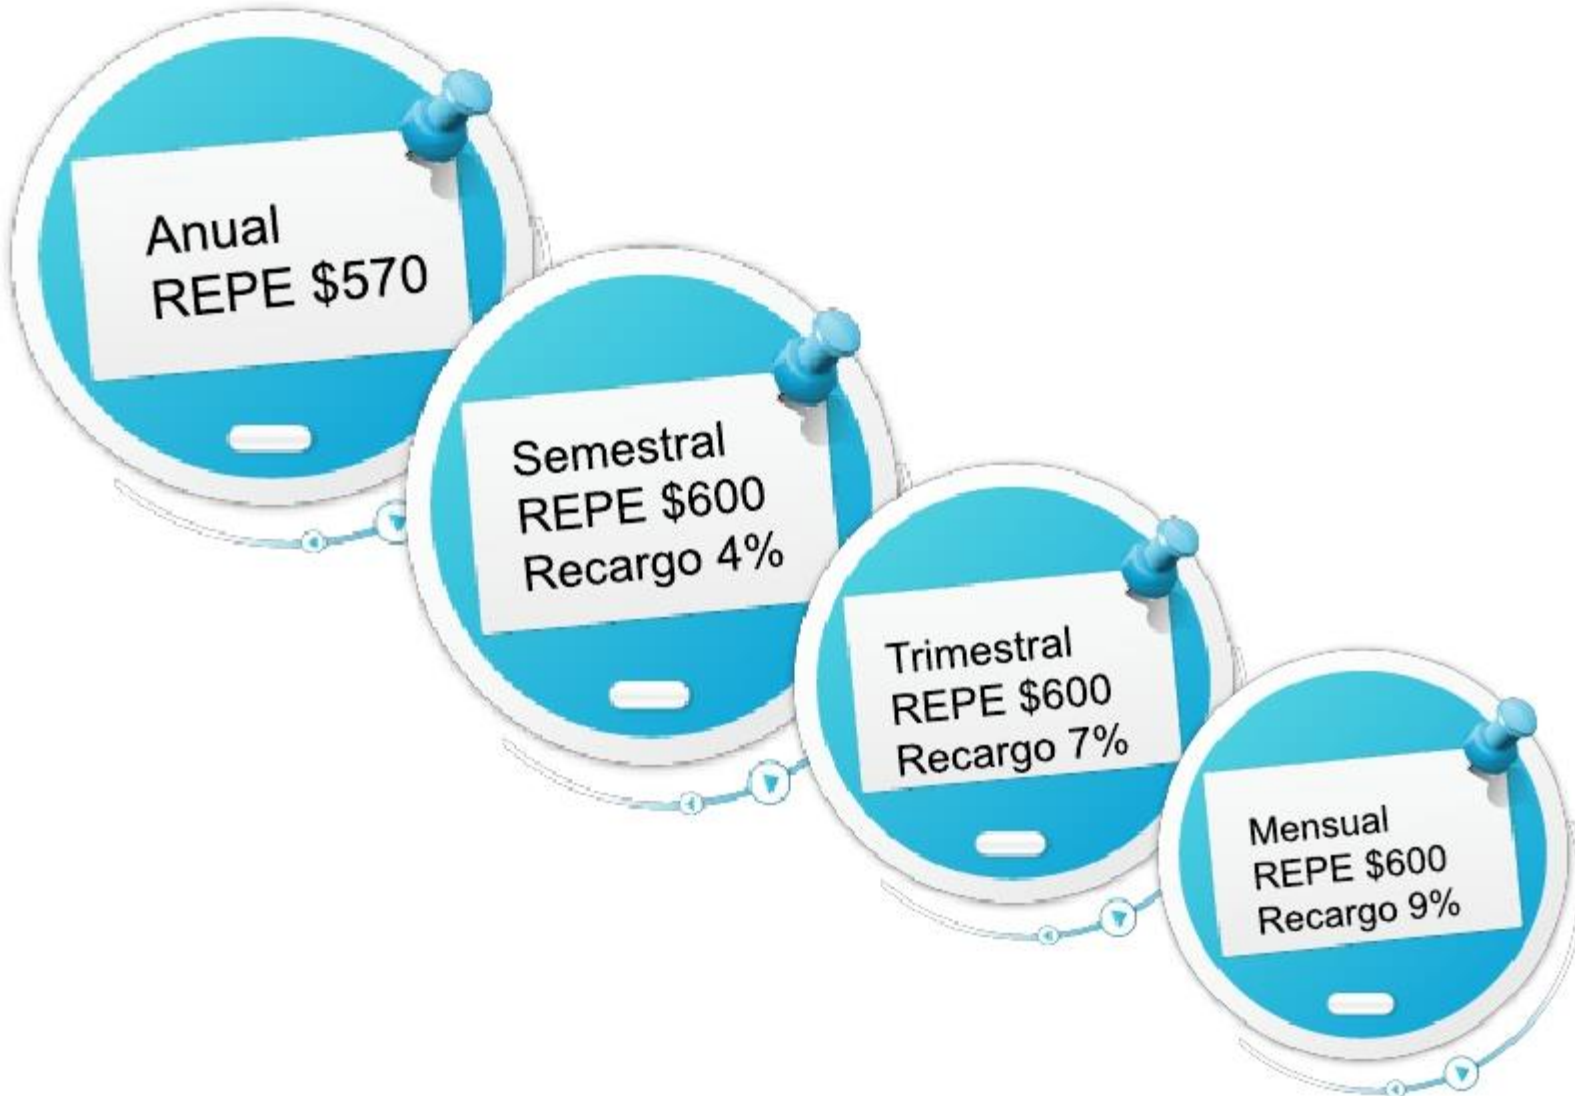 Anual
REPE $570
Semestral
REPE $600
Recargo 4%
Trimestral
REPE $600
Recargo 7%
Mensual
REPE $600
Recargo 9%